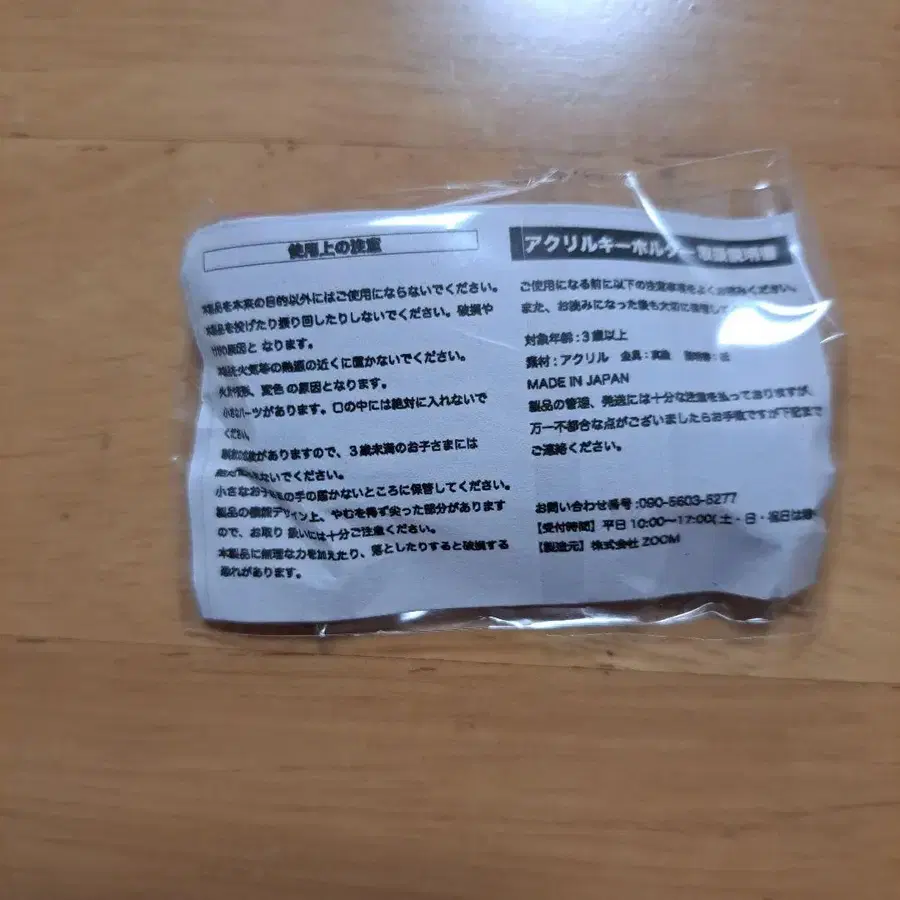 使用上の注意
本製品を本来の目的以外にはご使用にならないでください。
本製品を投げたり振り回したりしないでください。破損や
原因と なります。
火気等の熱源の近くに置かないでください。
変色 の原因となります。
小さなパーツがあります。口の中には絶対に入れないで
ください。
がありますので、3歳未満のお子さまには
ないでください。
小さなお子様の手の届かないところに保管してください。
製品の機能デザイン上、やむを得ず尖った部分があります
ので、お取り 扱いには十分ご注意ください。
本製品に無理な力を加えたり、落としたりすると破損する
恐れがあります。
アクリルキーホルダー 取扱説明書
ご使用になる前に以下の注意事項をよくお読みください。
また、お読みになった後も大切に保管して
対象年齢:3歳以上
素材:アクリル 金具:真鍮
MADE IN JAPAN
製品の管理、発送には十分な注意を払っておりますが、
万一不都合な点がございましたらお手数ですが下記まで
ご連絡ください。
お問い合わせ番号:090-5603-5277
【受付時間】平日 10:00〜17:00(土・日・祝日は
【製造元】株式会社 ZOOM